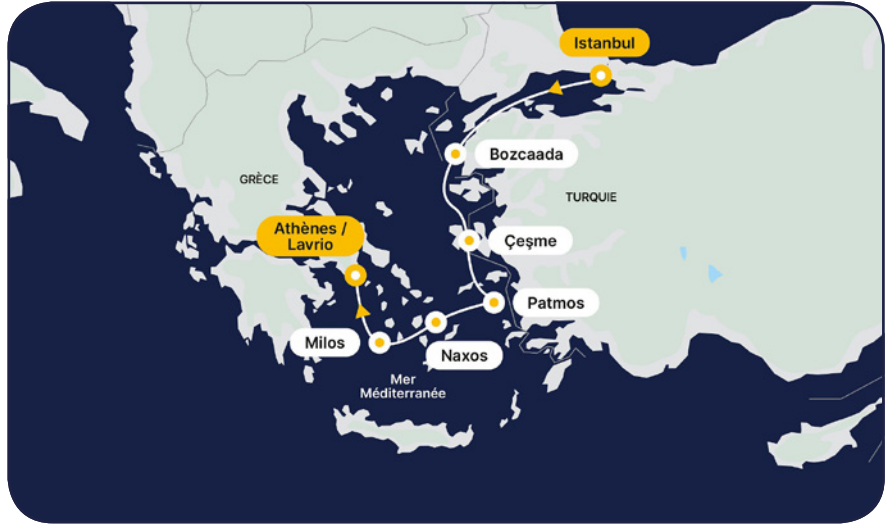 Istanbul
Bozcaada
GRÈCE
TURQUIE
Athènes /
Lavrio
Çeşme
Patmos
Milos
Naxos
Mer
Méditerranée